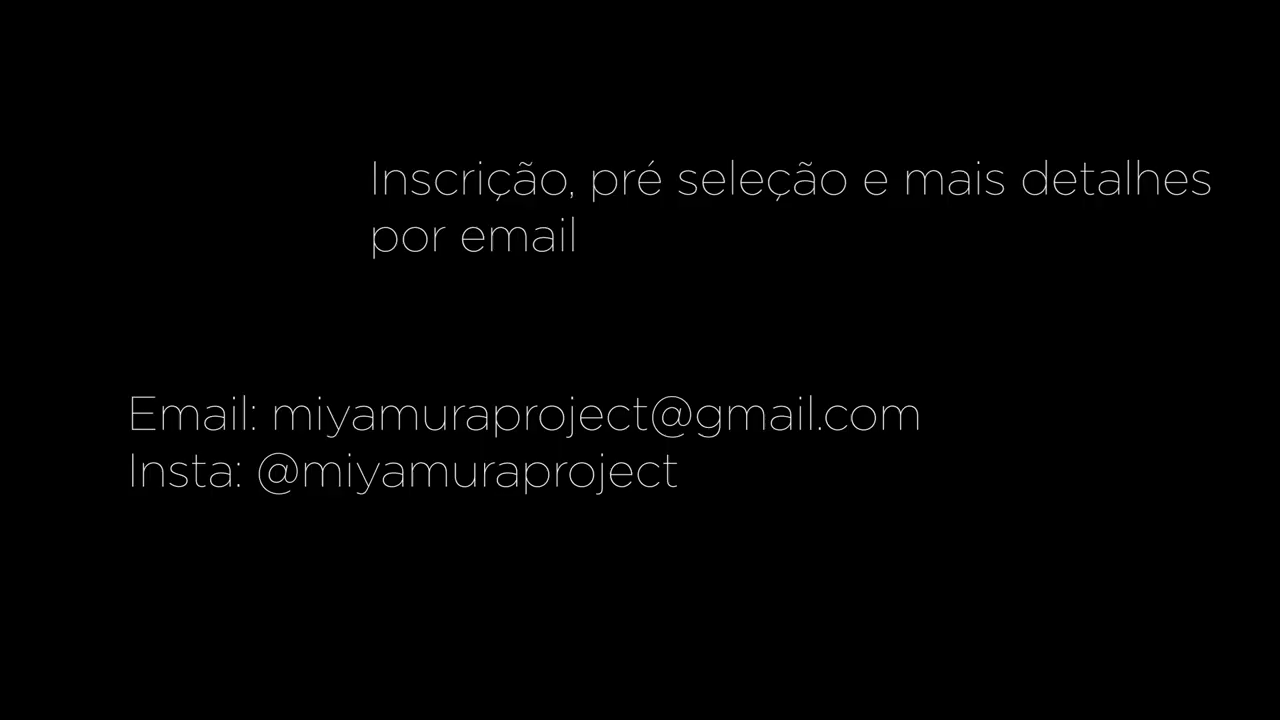 Inscrição, pré seleção e mais detalhes
por email
Email: miyamuraproject@gmail.com
Insta: @miyamuraproject